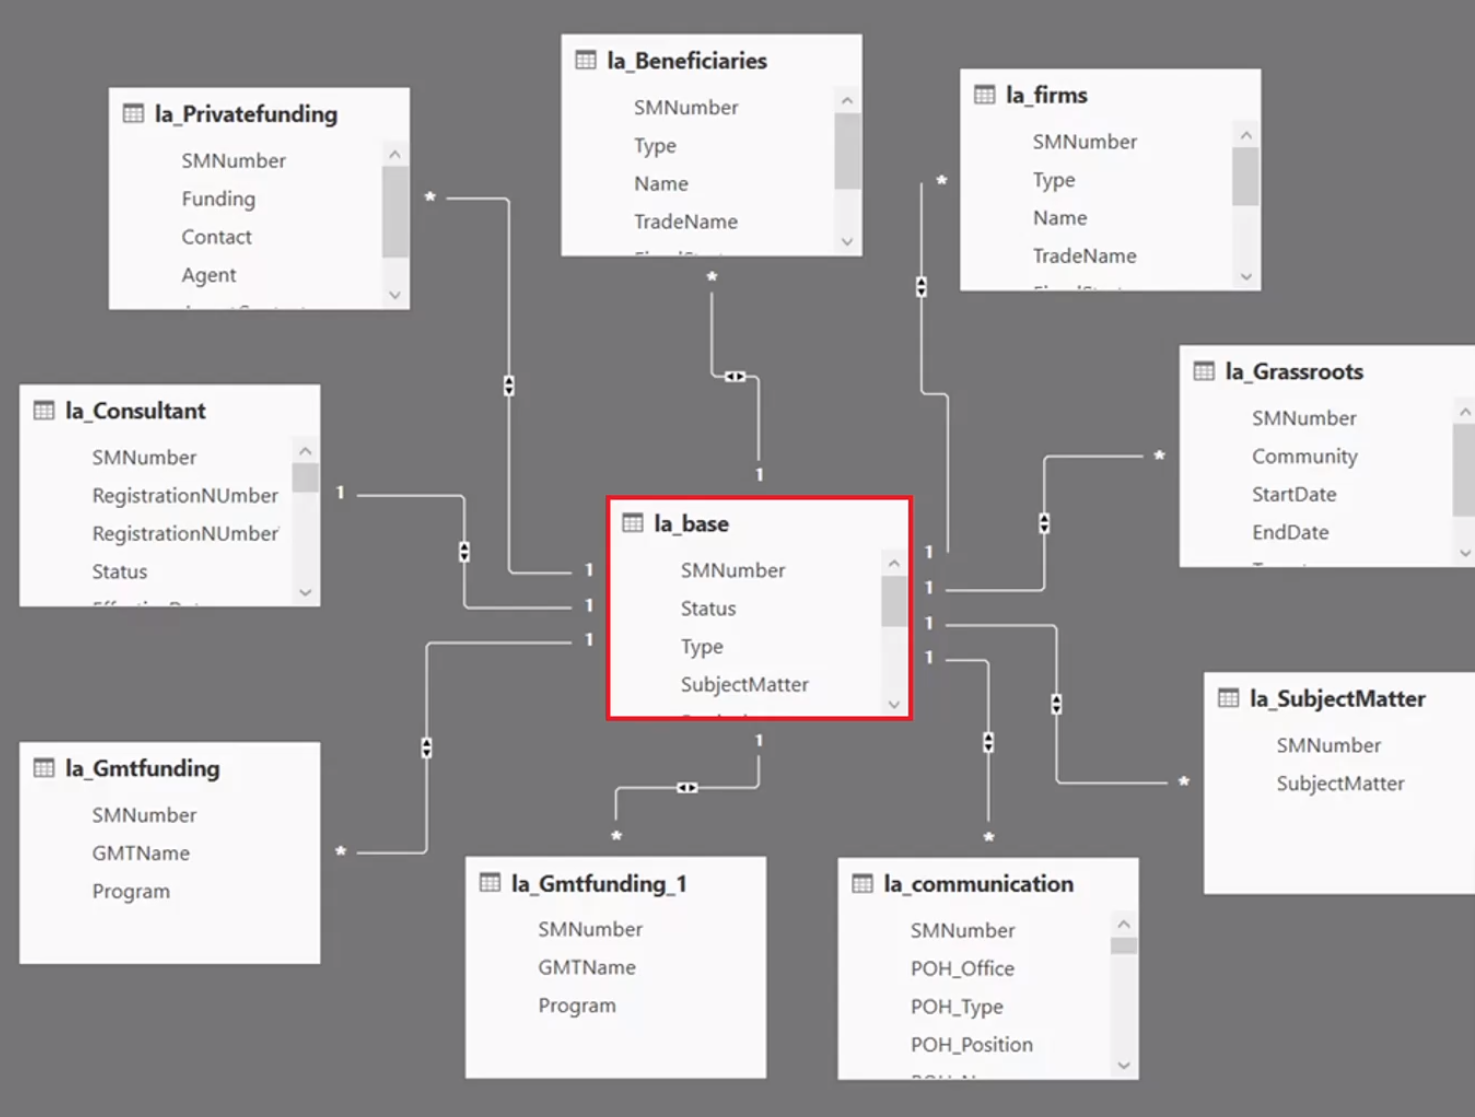 la_Beneficiaries
SMNumber
Type
Name
TradeName
la_firms
SMNumber
Type
Name
TradeName
la_Privatefunding
SMNumber
Funding
Contact
Agent
*
*
*
la_Grassroots
SMNumber
Community
StartDate
EndDate
*
la_Consultant
SMNumber
RegistrationNUmber
RegistrationNUmber
Status
1
1
la_base
SMNumber
Status
Type
SubjectMatter
1
1
1
1
1
1
1
1
la_SubjectMatter
SMNumber
SubjectMatter
*
la_Gmtfunding
SMNumber
GMTName
Program
*
*
*
la_Gmtfunding_1
SMNumber
GMTName
Program
la_communication
SMNumber
POH_Office
POH_Type
POH_Position